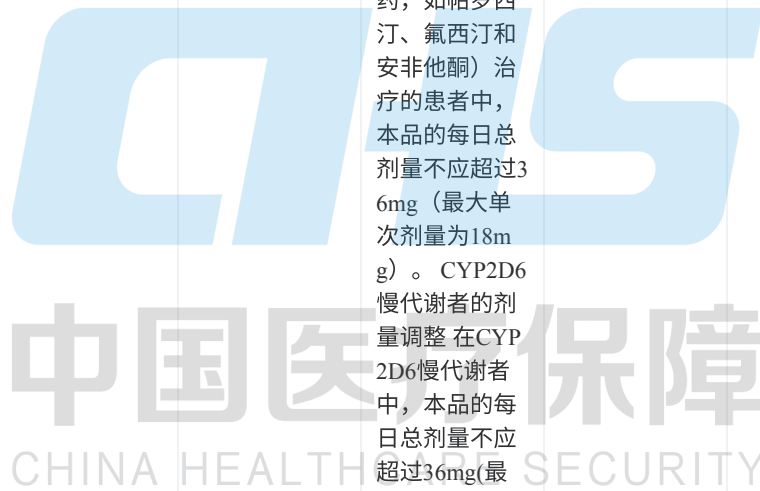 药，如帕罗西
汀、氟西汀和
安非他酮）治
疗的患者中，
本品的每日总
剂量不应超过3
6mg（最大单
次剂量为18m
g）。 CYP2D6
慢代谢者的剂
量调整 在CYP
2D6慢代谢者
中，本品的每
日总剂量不应
超过36mg(最
中国医疗保障
CHINA HEALTHCARE SECURITY